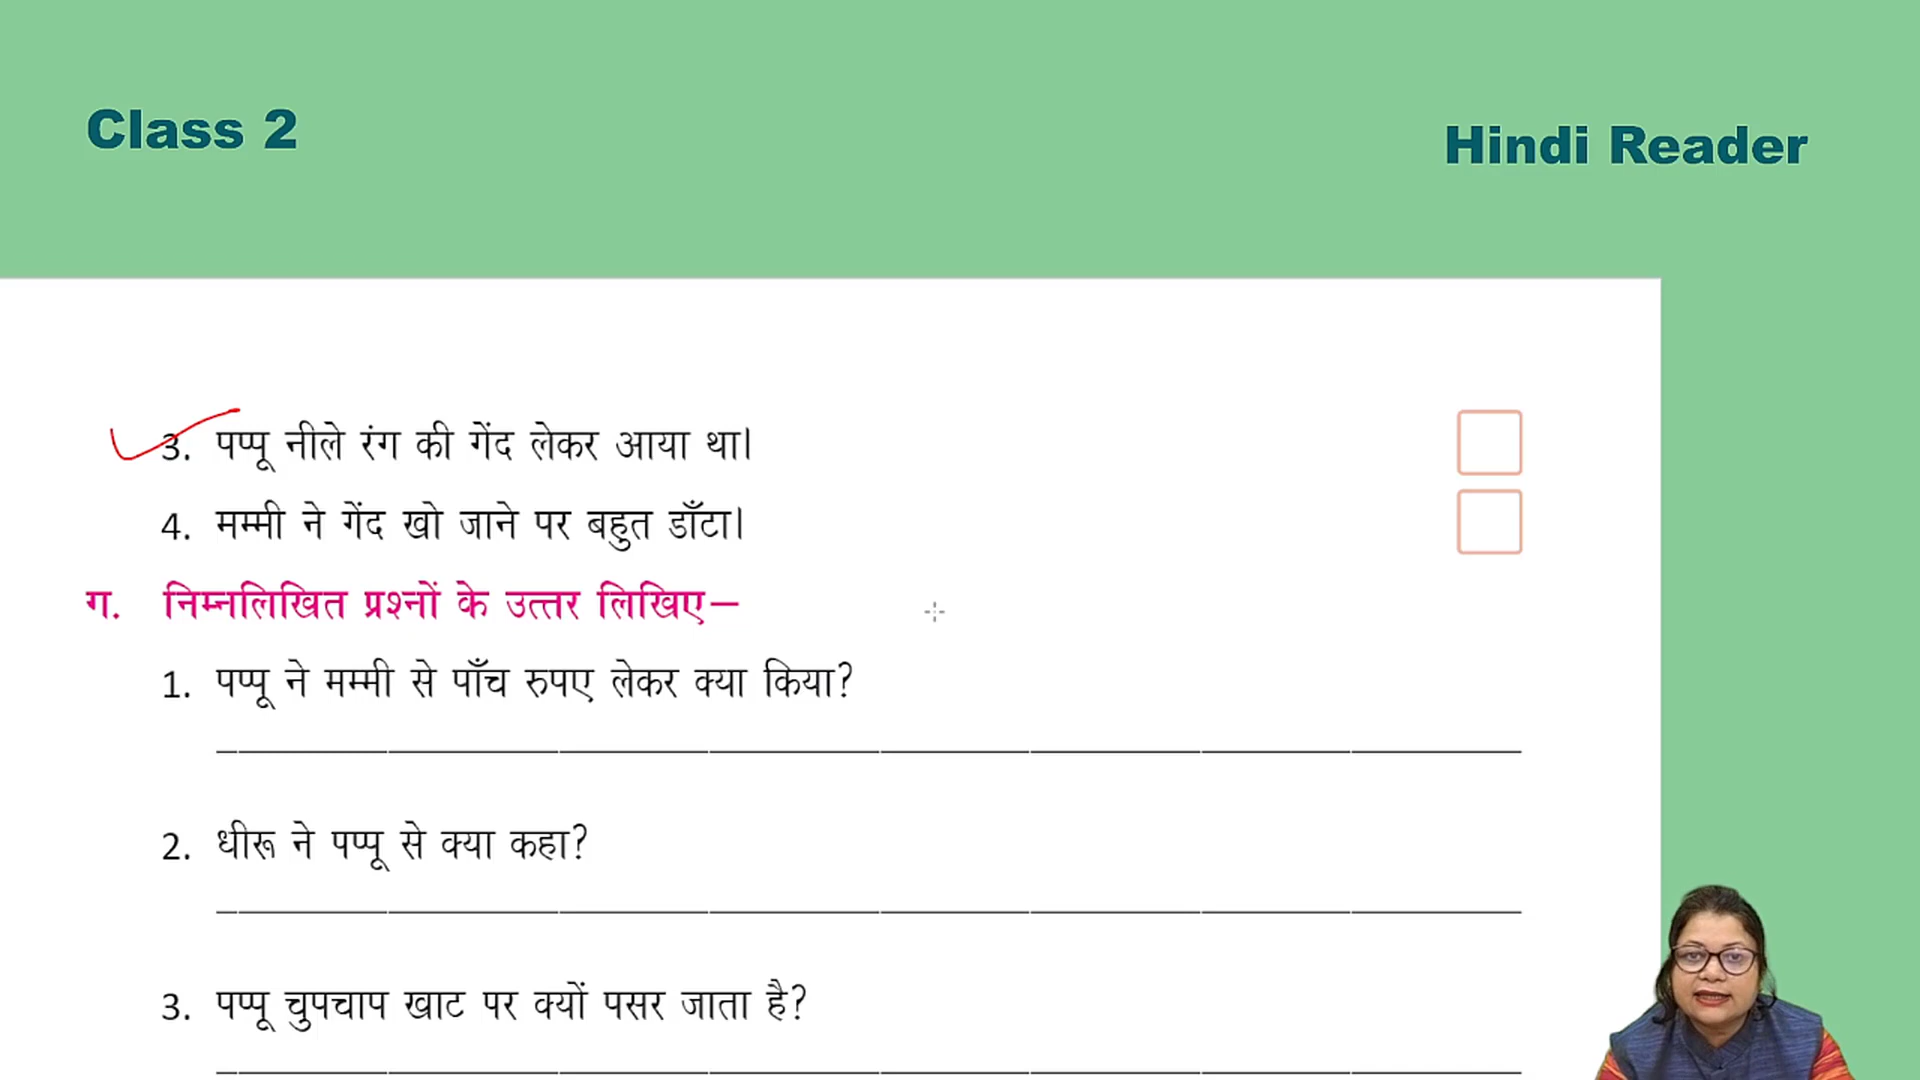 Class 2
Hindi Reader
3. पप्पू नीले रंग की गेंद लेकर आया था।
4. मम्मी ने गेंद खो जाने पर बहुत डाँटा।
ग. निम्नलिखित प्रश्नों के उत्तर लिखिए–
1. पप्पू ने मम्मी से पाँच रुपए लेकर क्या किया?
2. धीरू ने पप्पू से क्या कहा?
3. पप्पू चुपचाप खाट पर क्यों पसर जाता है?